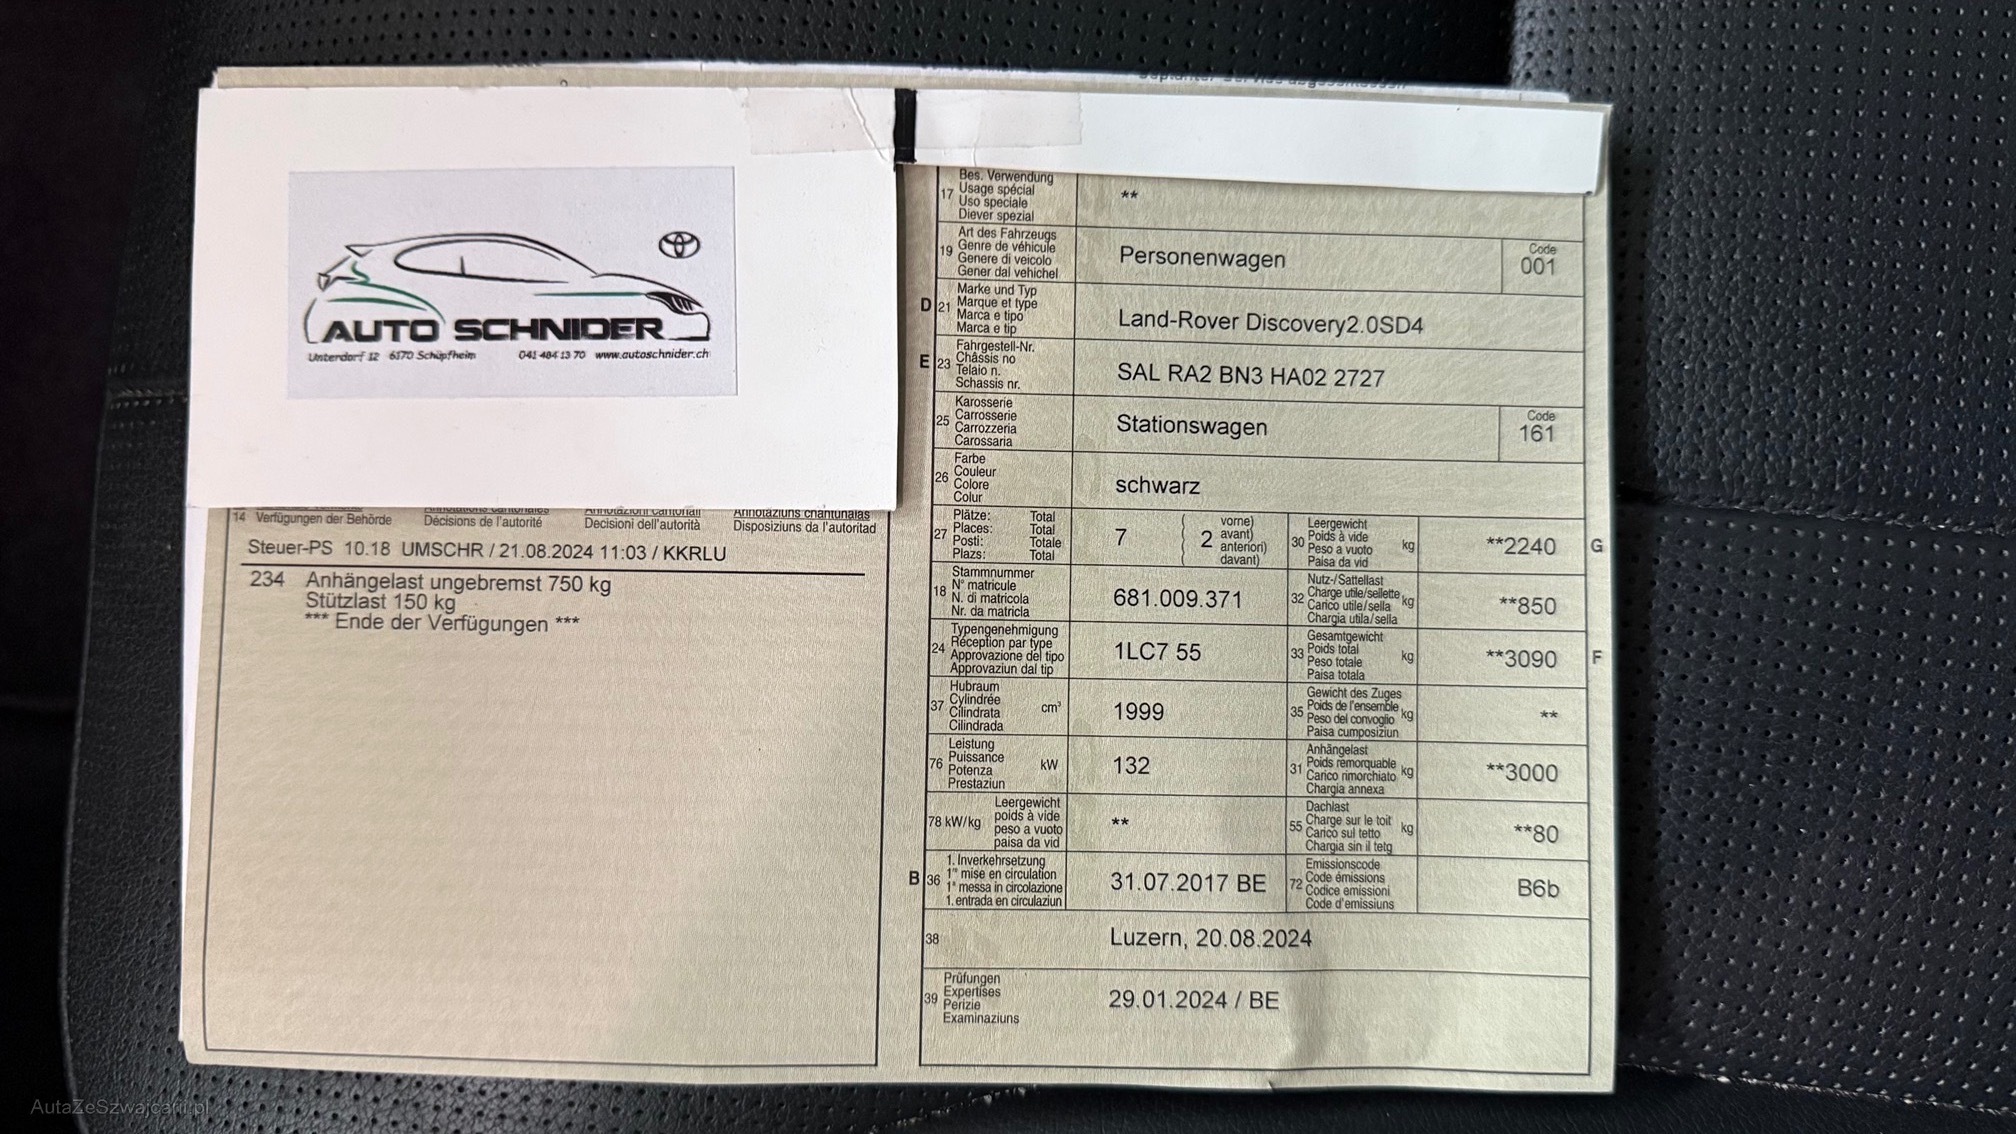 AUTO SCHNIDER
Unterdorf 12 6170 Schüpfheim 041 484 13 70 www.autoschnider.ch
14 Verfügungen der Behörde Décisions de l'autorité Decisioni dell'autorità Disposiziuns da l'autoritad
Steuer-PS 10.18 UMSCHR / 21.08.2024 11:03 / KKRLU
234 Anhängelast ungebremst 750 kg
Stützlast 150 kg
*** Ende der Verfügungen ***
Bes. Verwendung
17 Usage spécial **
Uso speciale
Diever spezial
Art des Fahrzeugs
19 Genre de véhicule Personenwagen Code
Genere di veicolo 001
Gener dal vehichel
Marke und Typ
D 21 Marque et type Land-Rover Discovery2.0SD4
Marca e tipo
Marca e tip
Fahrgestell-Nr.
E 23 Châssis no SAL RA2 BN3 HA02 2727
Telaio n.
Schassis nr.
Karosserie
25 Carrosserie Stationswagen Code
Carrozzeria 161
Carossaria
Farbe
26 Couleur schwarz
Colore
Colur
Plätze: Total vorne) Leergewicht
27 Places: Total 7 2 avant) 30 Poids à vide kg **2240 G
Posti: Totale anteriori) Peso a vuoto
Plazs: Total davant) Paisa da vid
Stammnummer Nutz-/Sattellast
18 N° matricule 681.009.371 32 Charge utile/sellette kg **850
N. di matricola Carico utile/sella
Nr. da matricla Chargia utila/sella
Typengenehmigung Gesamtgewicht
24 Réception par type 1LC7 55 33 Poids total kg **3090 F
Approvazione del tipo Peso totale
Approvaziun dal tip Paisa totala
Hubraum Gewicht des Zuges
37 Cylindrée cm³ 1999 35 Poids de l'ensemble kg **
Cilindrata Peso del convoglio
Cilindrada Paisa cumposiziun
Leistung Anhängelast
76 Puissance kW 132 31 Poids remorquable kg **3000
Potenza Carico rimorchiato
Prestaziun Chargia annexa
Leergewicht Dachlast
78 kW/kg poids à vide ** 55 Charge sur le toit kg **80
peso a vuoto Carico sul tetto
paisa da vid Chargia sin il tetg
1. Inverkehrsetzung Emissionscode
B 36 1re mise en circulation 31.07.2017 BE 72 Code émissions B6b
1a messa in circolazione Codice emissioni
1. entrada en circulaziun Code d'emissiuns
38 Luzern, 20.08.2024
Prüfungen
39 Expertises 29.01.2024 / BE
Perizie
Examinaziuns
AutaZeSzwajcarii.pl